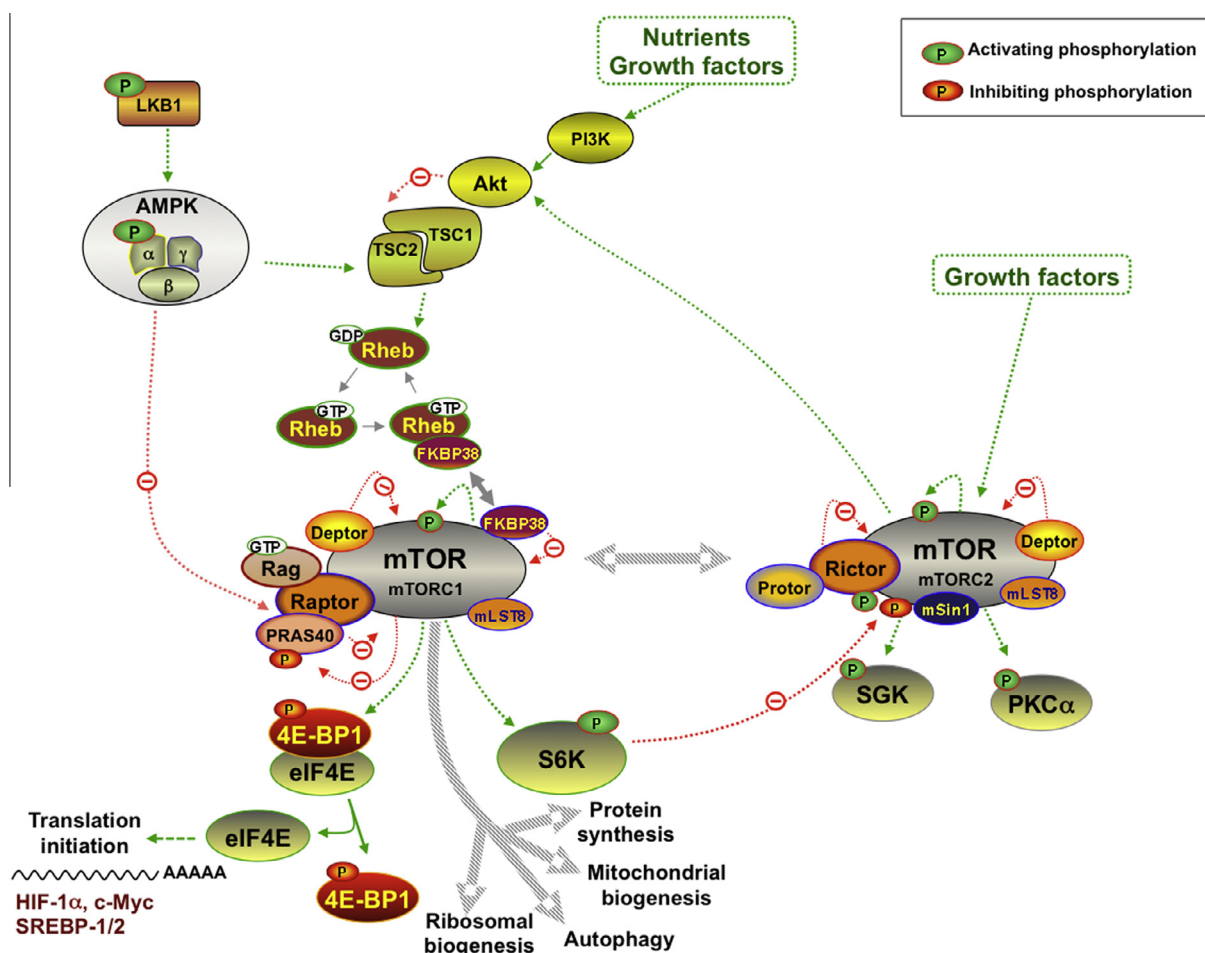 Nutrients
Growth factors
P Activating phosphorylation
P Inhibiting phosphorylation
P
LKB1
PI3K
Akt
AMPK
P
α γ
β
TSC1
TSC2
Growth factors
GDP
Rheb
GTP
Rheb
GTP
Rheb
FKBP38
Deptor
P
FKBP38
GTP
Rag
mTOR
mTORC1
Raptor
mLST8
PRAS40
P
P
mTOR
Deptor
Rictor
mTORC2
Protor
mLST8
P
P
mSin1
P
SGK
P
PKCα
P
4E-BP1
eIF4E
P
S6K
Translation
initiation
eIF4E
AAAAA
HIF-1α, c-Myc
SREBP-1/2
P
4E-BP1
Protein
synthesis
Mitochondrial
biogenesis
Ribosomal
biogenesis
Autophagy